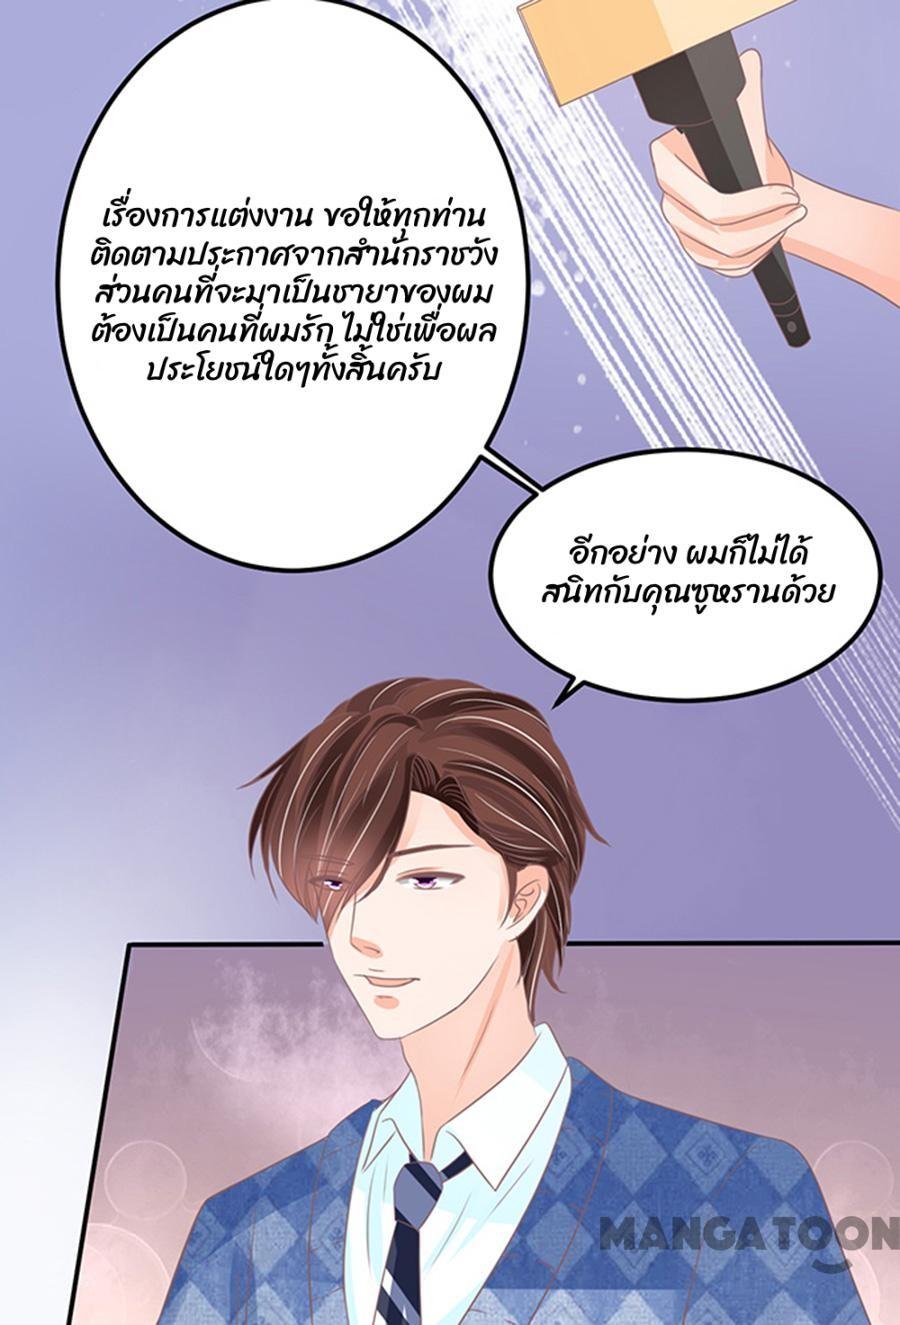 เรื่องการแต่งงาน ขอให้ทุกท่าน
ติดตามประกาศจากสำนักราชวัง
ส่วนคนที่จะมาเป็นชายาของผม
ต้องเป็นคนที่ผมรัก ไม่ใช่เพื่อผล
ประโยชน์ใดๆทั้งสิ้นครับ
อีกอย่าง ผมก็ไม่ได้
สนิทกับคุณซูหรานด้วย
MANGATOON